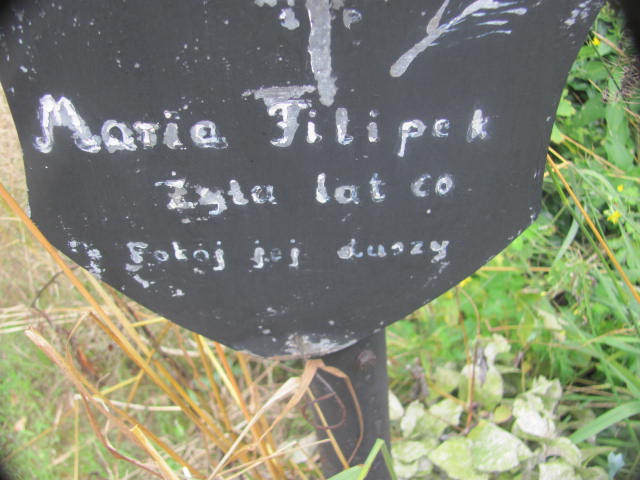 Maria Filipek
Żyła lat 60
Pokój jej duszy